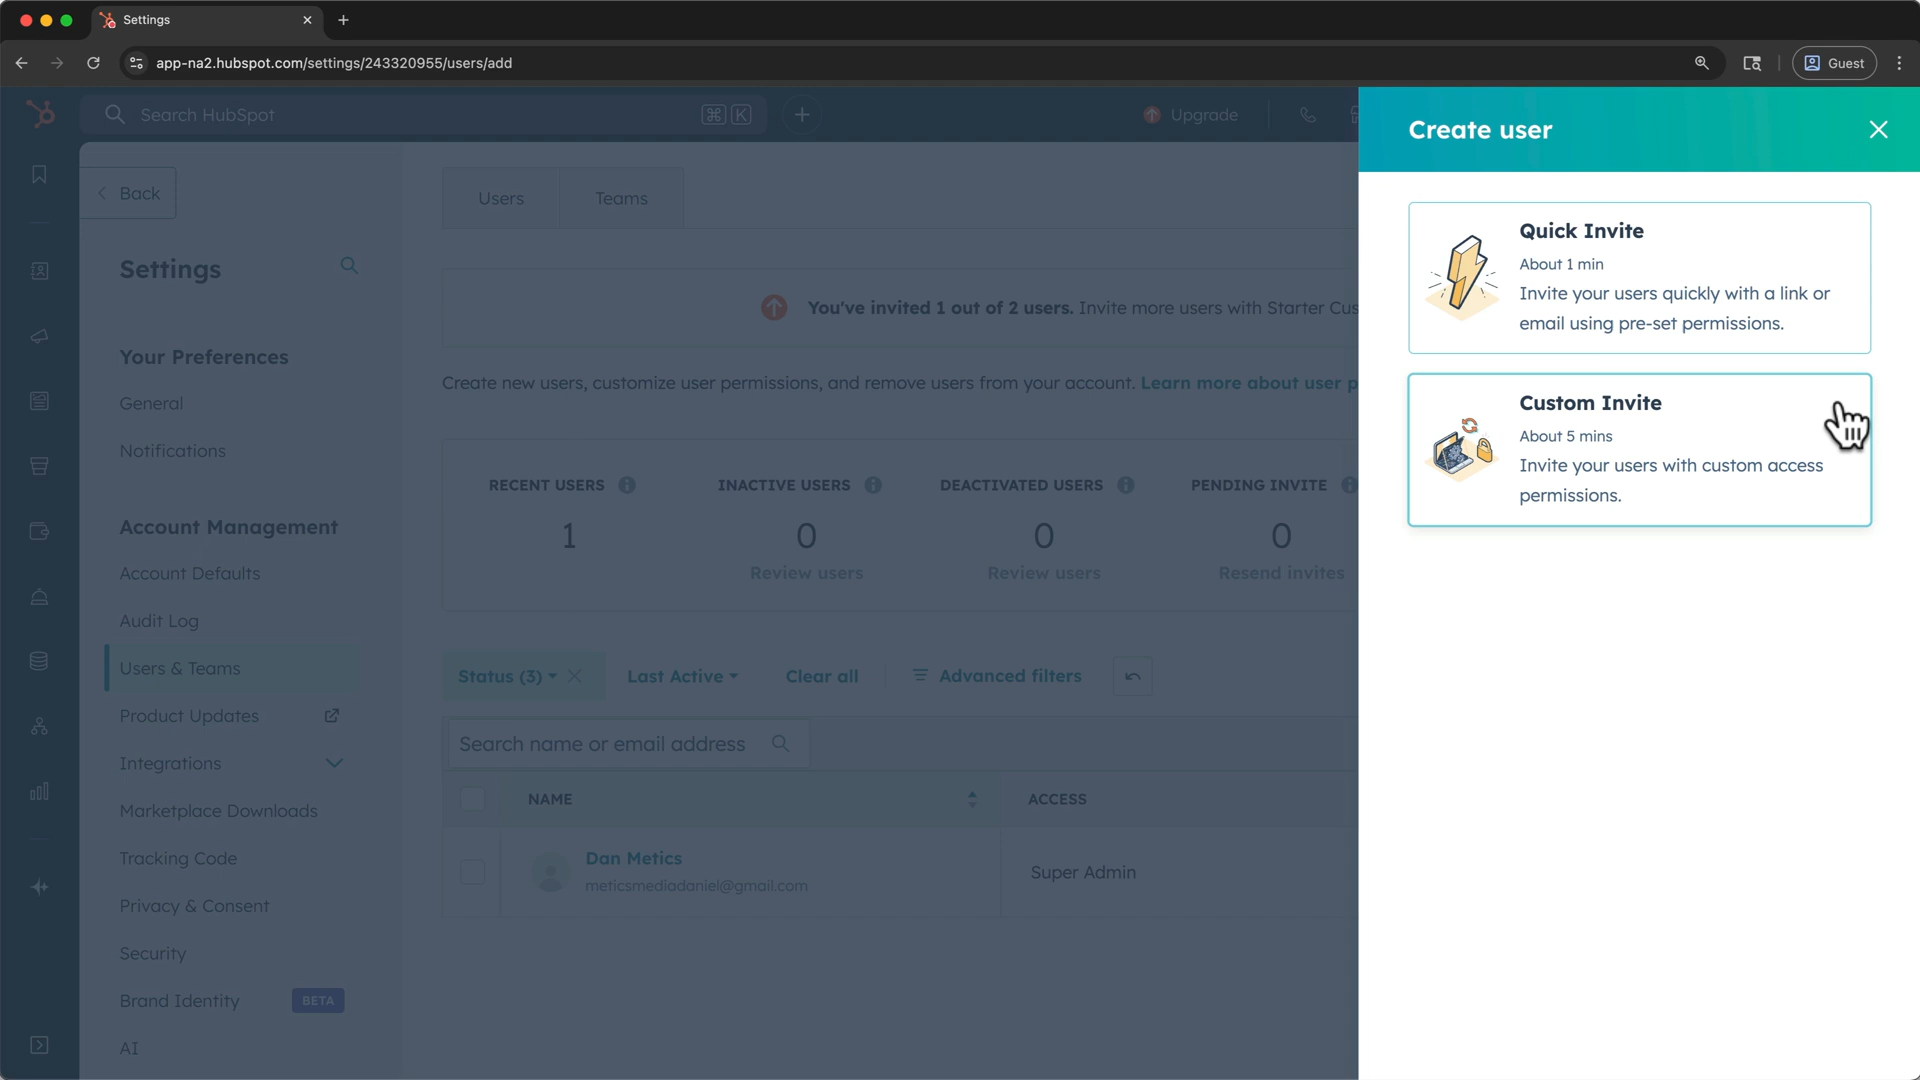 Settings
app-na2.hubspot.com/settings/243320955/users/add
Guest
Search HubSpot
⌘ K
Upgrade
Create user
Back
Users
Teams
Settings
Quick Invite
About 1 min
Invite your users quickly with a link or
email using pre-set permissions.
You've invited 1 out of 2 users. Invite more users with Starter Cus
Your Preferences
General
Notifications
Create new users, customize user permissions, and remove users from your account. Learn more about user p
Custom Invite
About 5 mins
Invite your users with custom access
permissions.
RECENT USERS
1
INACTIVE USERS
0
Review users
DEACTIVATED USERS
0
Review users
PENDING INVITE
0
Resend invites
Account Management
Account Defaults
Audit Log
Users & Teams
Product Updates
Integrations
Marketplace Downloads
Tracking Code
Privacy & Consent
Security
Brand Identity BETA
AI
Status (3)
Last Active
Clear all
Advanced filters
Search name or email address
NAME
ACCESS
Dan Metics
meticsmediadaniel@gmail.com
Super Admin